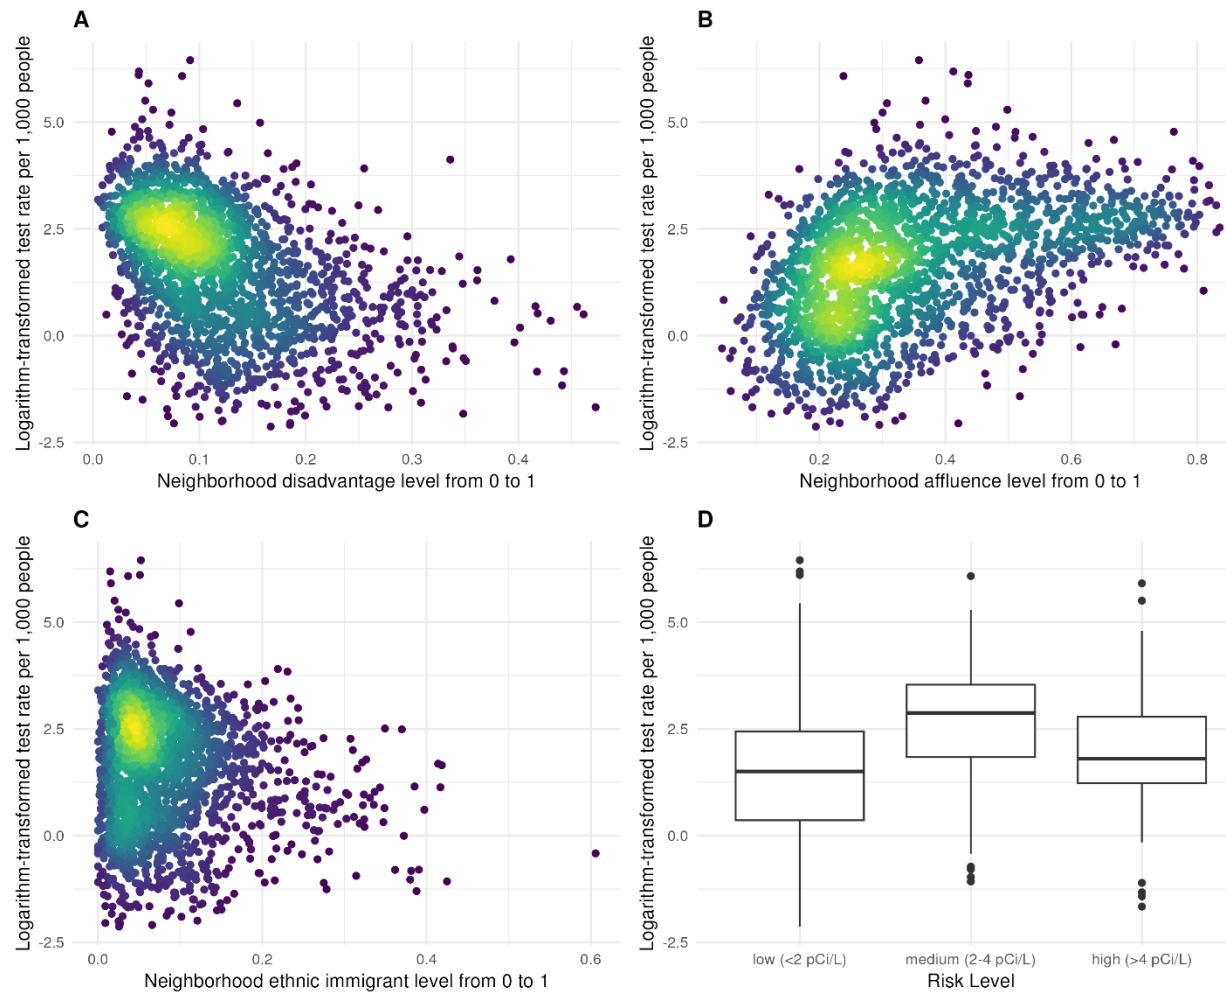 A
Logarithm-transformed test rate per 1,000 people
5.0
2.5
0.0
-2.5
0.0 0.1 0.2 0.3 0.4
Neighborhood disadvantage level from 0 to 1
B
Logarithm-transformed test rate per 1,000 people
5.0
2.5
0.0
-2.5
0.2 0.4 0.6 0.8
Neighborhood affluence level from 0 to 1
C
Logarithm-transformed test rate per 1,000 people
5.0
2.5
0.0
-2.5
0.0 0.2 0.4 0.6
Neighborhood ethnic immigrant level from 0 to 1
D
Logarithm-transformed test rate per 1,000 people
5.0
2.5
0.0
-2.5
low (<2 pCi/L) medium (2-4 pCi/L) high (>4 pCi/L)
Risk Level